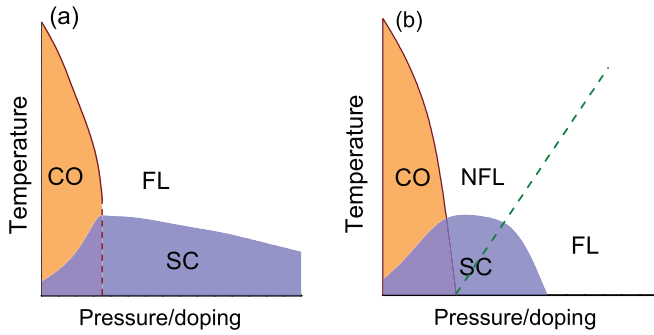 (a)
Temperature
CO
FL
SC
Pressure/doping
(b)
Temperature
CO
NFL
SC
FL
Pressure/doping